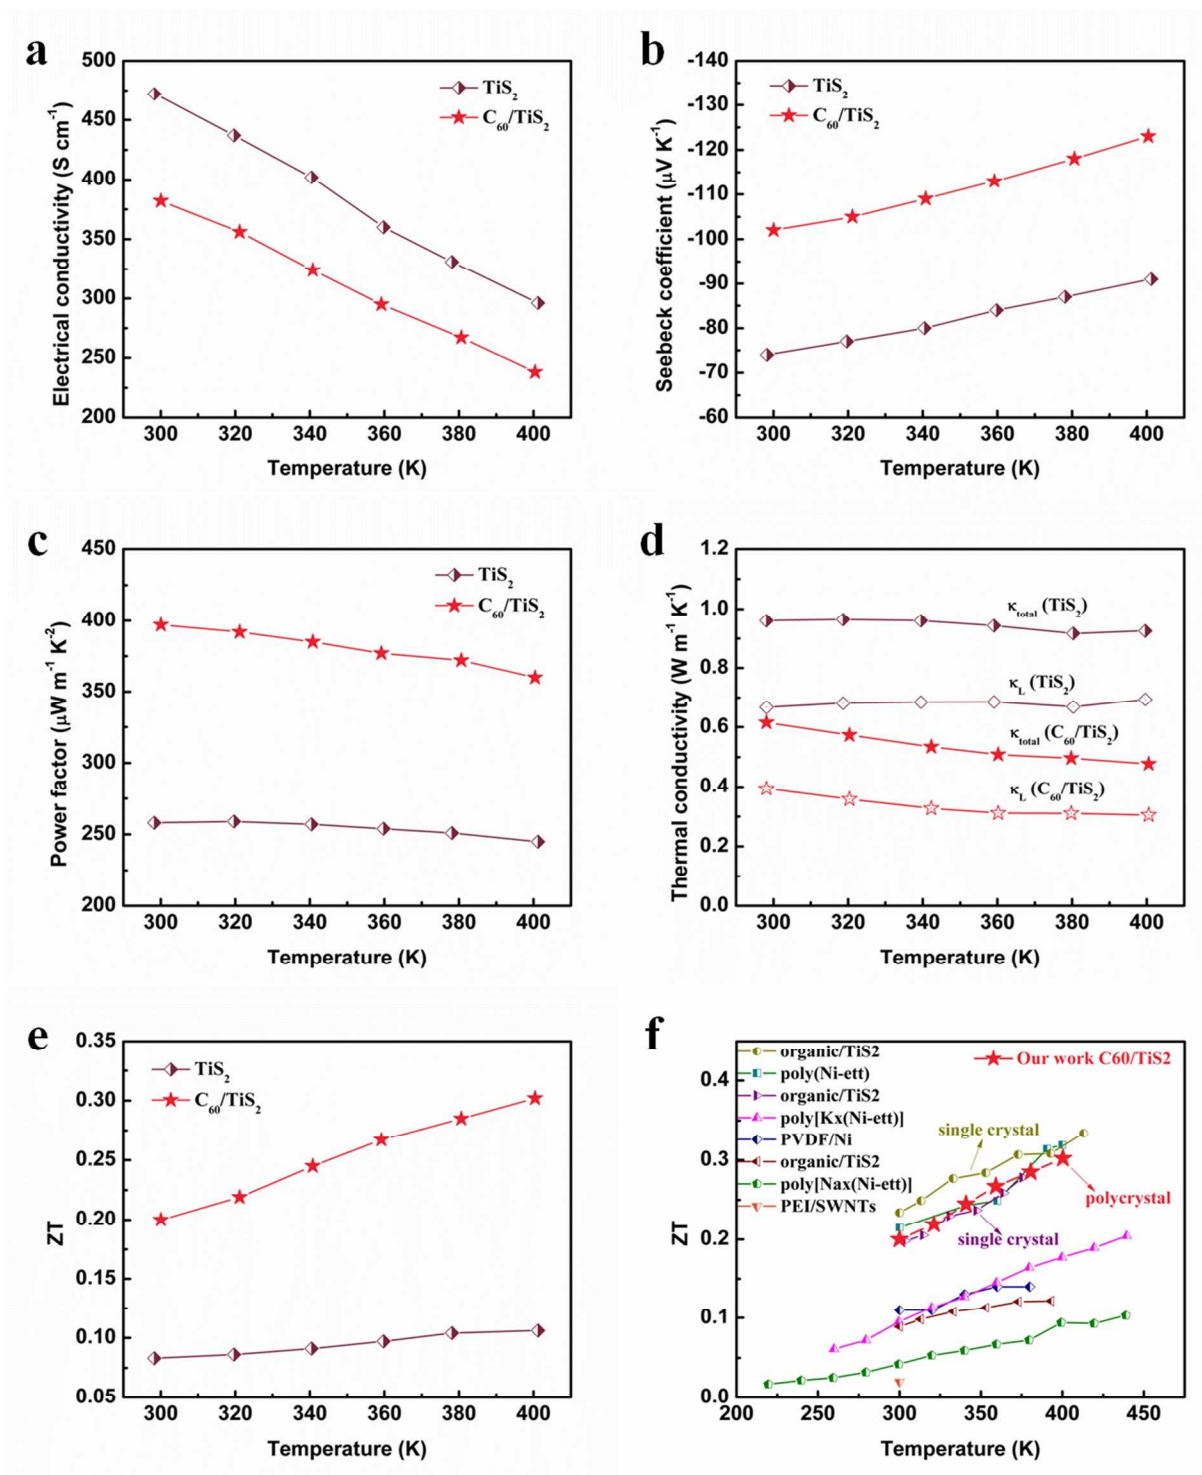 a
500
450
400
350
300
250
200
Electrical conductivity (S cm⁻¹)
TiS₂
C₆₀/TiS₂
300 320 340 360 380 400
Temperature (K)
b
-140
-130
-120
-110
-100
-90
-80
-70
-60
Seebeck coefficient (μV K⁻¹)
TiS₂
C₆₀/TiS₂
300 320 340 360 380 400
Temperature (K)
c
450
400
350
300
250
200
Power factor (μW m⁻¹ K⁻²)
TiS₂
C₆₀/TiS₂
300 320 340 360 380 400
Temperature (K)
d
1.2
1.0
0.8
0.6
0.4
0.2
0.0
Thermal conductivity (W m⁻¹ K⁻¹)
κtotal (TiS₂)
κL (TiS₂)
κtotal (C₆₀/TiS₂)
κL (C₆₀/TiS₂)
300 320 340 360 380 400
Temperature (K)
e
0.35
0.30
0.25
0.20
0.15
0.10
0.05
ZT
TiS₂
C₆₀/TiS₂
300 320 340 360 380 400
Temperature (K)
f
0.4
0.3
0.2
0.1
0.0
ZT
organic/TiS2
poly(Ni-ett)
organic/TiS2
poly[Kx(Ni-ett)]
PVDF/Ni
organic/TiS2
poly[Nax(Ni-ett)]
PEI/SWNTs
Our work C60/TiS2
single crystal
polycrystal
single crystal
200 250 300 350 400 450
Temperature (K)